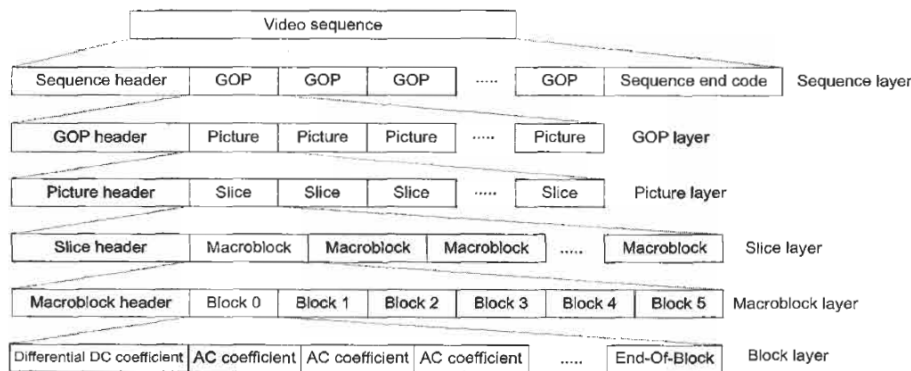 Video sequence
Sequence header GOP GOP GOP ..... GOP Sequence end code Sequence layer
GOP header Picture Picture Picture ..... Picture GOP layer
Picture header Slice Slice Slice ..... Slice Picture layer
Slice header Macroblock Macroblock Macroblock ..... Macroblock Slice layer
Macroblock header Block 0 Block 1 Block 2 Block 3 Block 4 Block 5 Macroblock layer
Differential DC coefficient AC coefficient AC coefficient AC coefficient ..... End-Of-Block Block layer